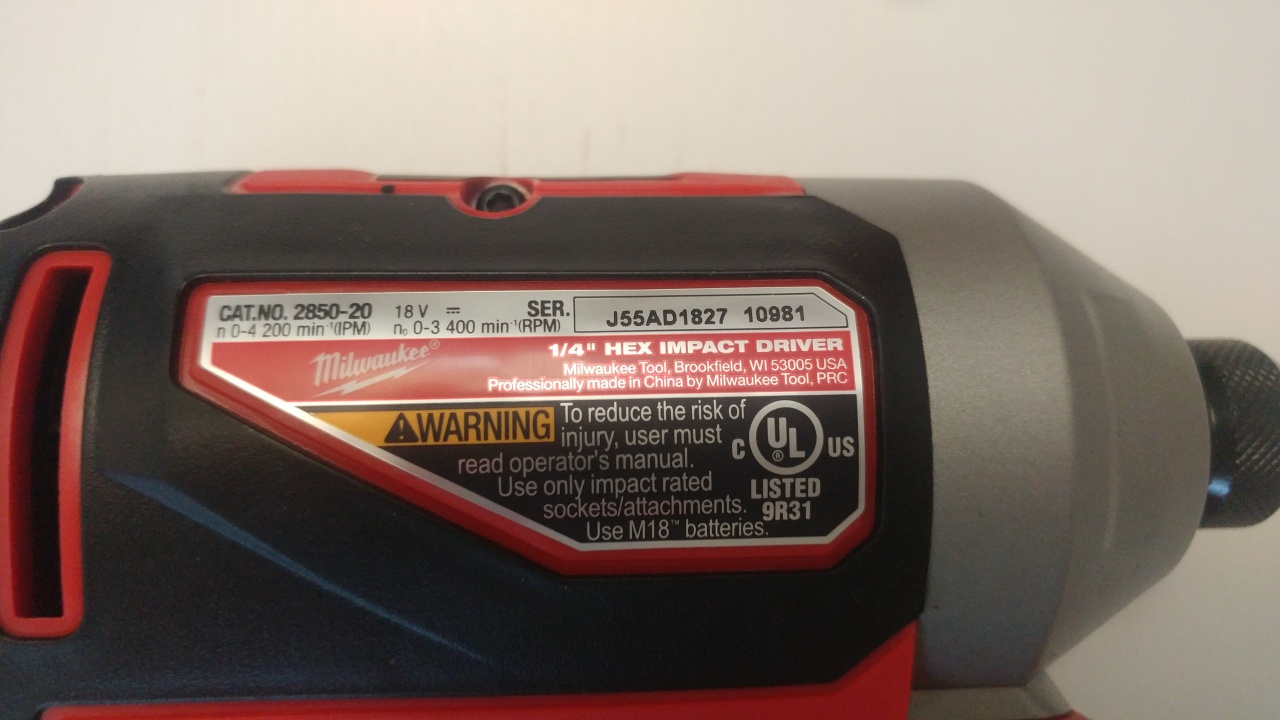 CAT.NO. 2850-20 18 V ⎓ SER. J55AD1827 10981
n 0-4 200 min⁻¹(IPM) n₀ 0-3 400 min⁻¹(RPM)
Milwaukee®
1/4" HEX IMPACT DRIVER
Milwaukee Tool, Brookfield, WI 53005 USA
Professionally made in China by Milwaukee Tool, PRC
⚠WARNING To reduce the risk of
injury, user must
read operator's manual.
Use only impact rated
sockets/attachments.
Use M18™ batteries.
C UL® US
LISTED
9R31